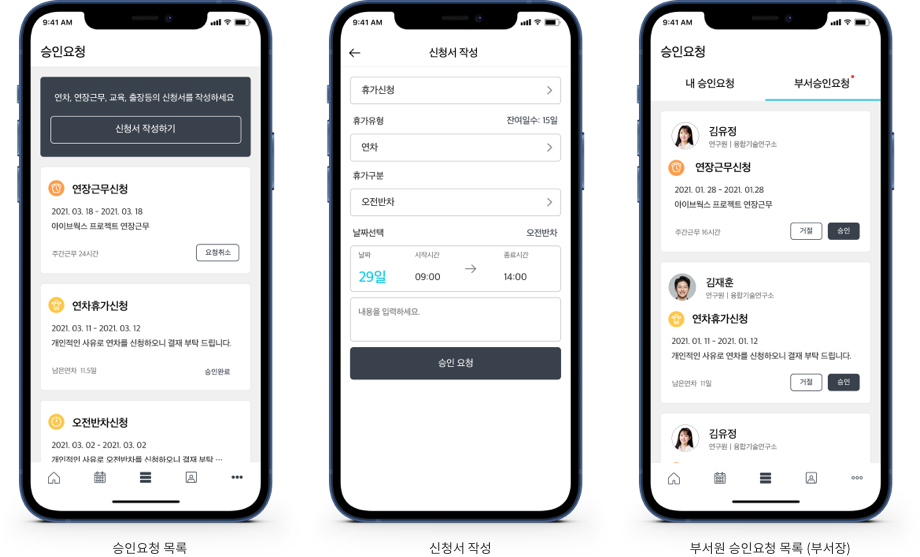 9:41 AM
승인요청
연차, 연장근무, 교육, 출장등의 신청서를 작성하세요
신청서 작성하기
연장근무신청
2021. 03. 18 - 2021. 03. 18
아이브웍스 프로젝트 연장근무
주간근무 24시간
요청취소
연차휴가신청
2021. 03. 11 - 2021. 03. 12
개인적인 사유로 연차를 신청하오니 결재 부탁 드립니다.
남은연차 11.5일
승인완료
오전반차신청
2021. 03. 02 - 2021. 03. 02
개인적인 사유로 오전반차를 신청하오니 결재 부탁 ···
승인요청 목록
9:41 AM
신청서 작성
휴가신청
휴가유형
잔여일수: 15일
연차
휴가구분
오전반차
날짜선택
오전반차
날짜
시작시간
종료시간
29일
09:00
14:00
내용을 입력하세요.
승인 요청
신청서 작성
9:41 AM
승인요청
내 승인요청
부서승인요청
김유정
연구원 | 융합기술연구소
연장근무신청
2021. 01. 28 - 2021. 01.28
아이브웍스 프로젝트 연장근무
주간근무 16시간
거절
승인
김재훈
연구원 | 융합기술연구소
연차휴가신청
2021. 01. 11 - 2021. 01. 12
개인적인 사유로 연차를 신청하오니 결재 부탁 드립니다.
남은연차 11일
거절
승인
김유정
연구원 | 융합기술연구소
부서원 승인요청 목록 (부서장)